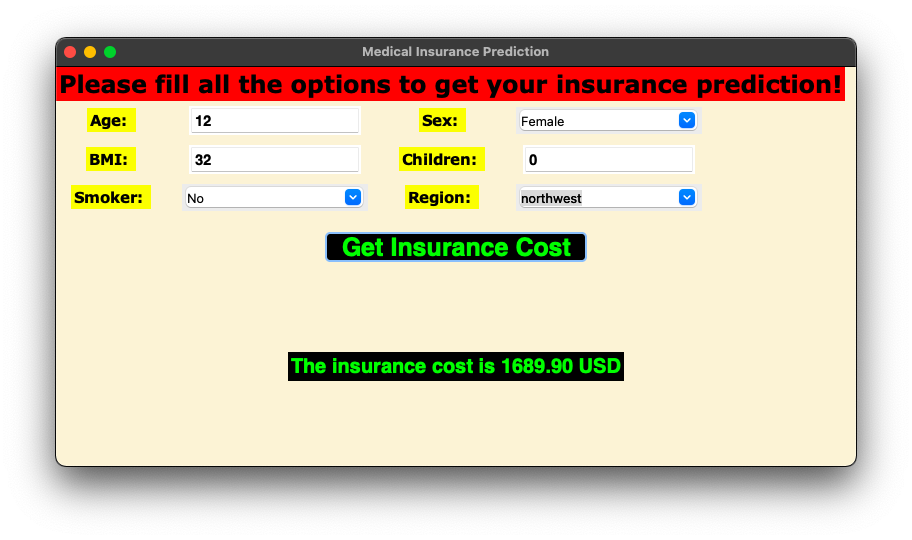 Medical Insurance Prediction
Please fill all the options to get your insurance prediction!
Age: 12 Sex: Female
BMI: 32 Children: 0
Smoker: No Region: northwest
Get Insurance Cost
The insurance cost is 1689.90 USD